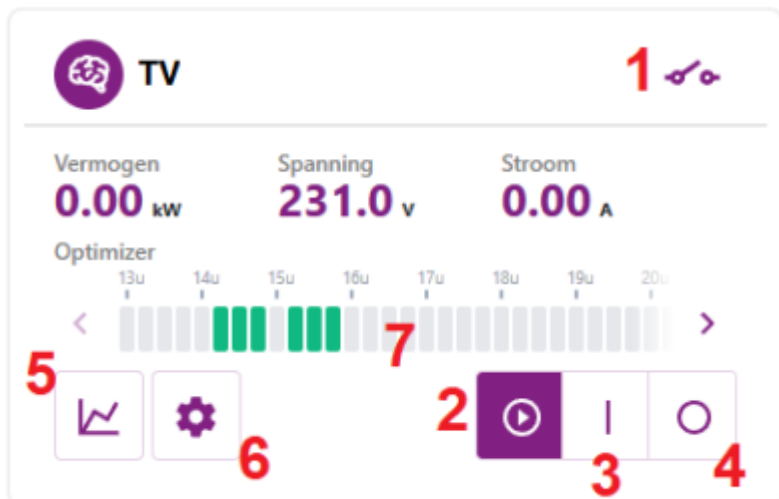 TV 1
Vermogen Spanning Stroom
0.00 kW 231.0 V 0.00 A
Optimizer
13u 14u 15u 16u 17u 18u 19u 20u
7
5 2
6 3 4